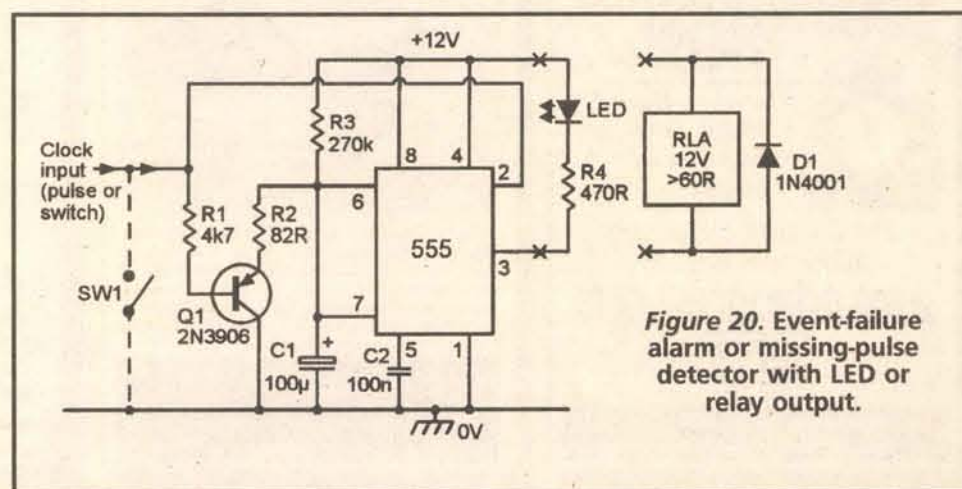 +12V
Clock
input
(pulse or
switch)
SW1
R1
4k7
Q1
2N3906
R2
82R
R3
270k
C1
+
100µ
C2
100n
8
4
2
6
555
3
7
5
1
0V
LED
R4
470R
RLA
12V
>60R
D1
1N4001
Figure 20. Event-failure
alarm or missing-pulse
detector with LED or
relay output.